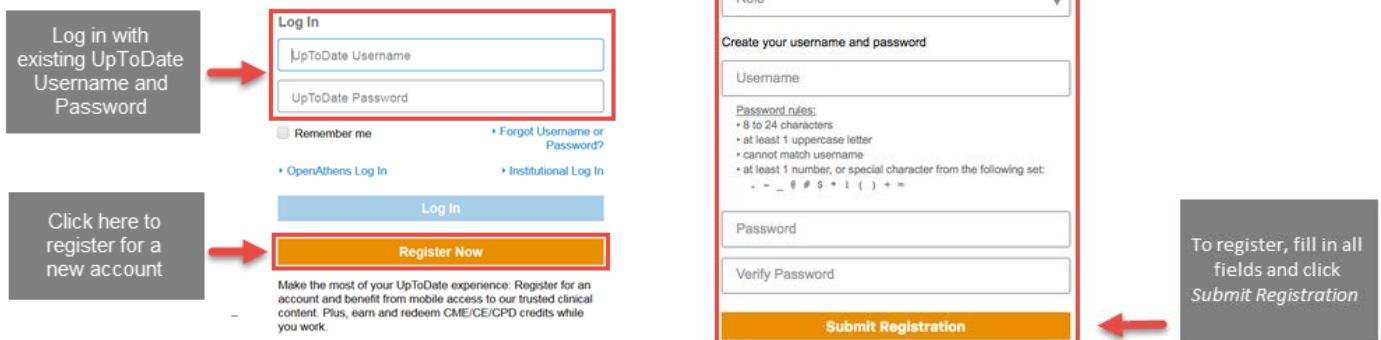 Log in with
existing UpToDate
Username and
Password
Click here to
register for a
new account
Log In
UpToDate Username
UpToDate Password
Remember me
Forgot Username or
Password?
OpenAthens Log In
Institutional Log In
Log In
Register Now
Make the most of your UpToDate experience: Register for an
account and benefit from mobile access to our trusted clinical
content. Plus, earn and redeem CME/CE/CPD credits while
you work.
Role
Create your username and password
Username
Password rules:
• 8 to 24 characters
• at least 1 uppercase letter
• cannot match username
• at least 1 number, or special character from the following set:
. - _ @ # $ * ! ( ) + =
Password
Verify Password
Submit Registration
To register, fill in all
fields and click
Submit Registration